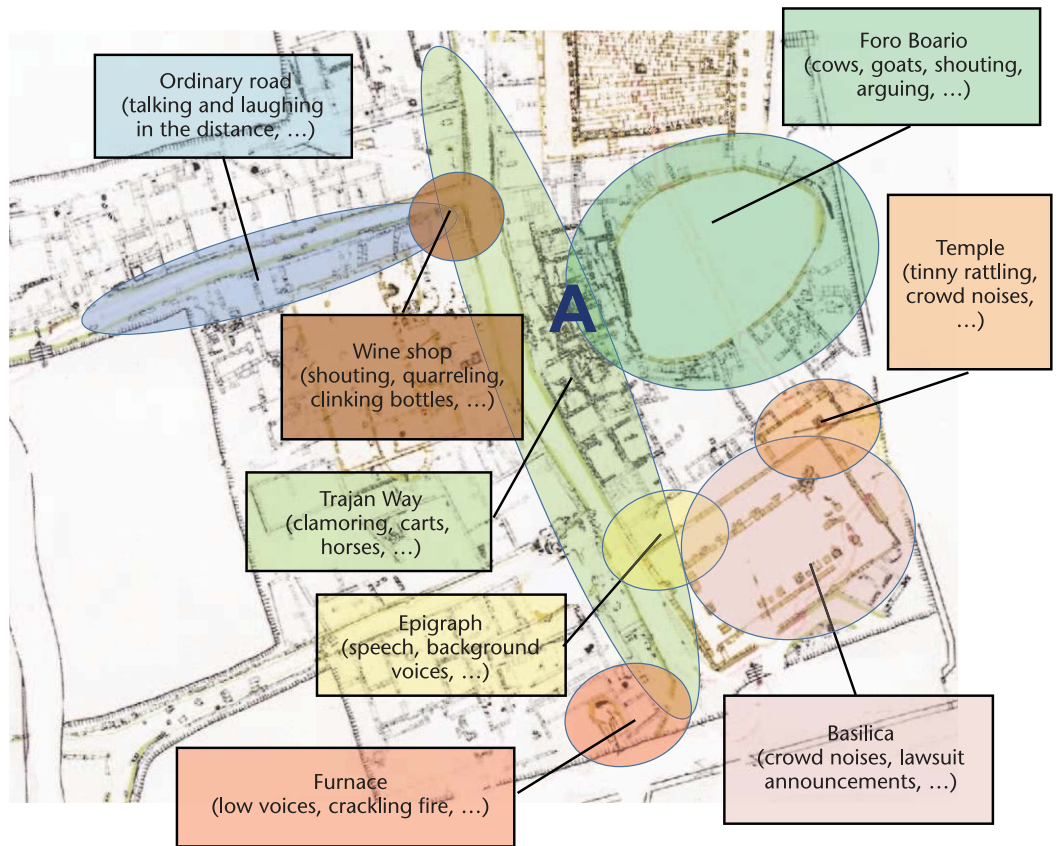 Foro Boario
(cows, goats, shouting,
arguing, …)
Ordinary road
(talking and laughing
in the distance, …)
Temple
(tinny rattling,
crowd noises,
…)
A
Wine shop
(shouting, quarreling,
clinking bottles, …)
Trajan Way
(clamoring, carts,
horses, …)
Epigraph
(speech, background
voices, …)
Basilica
(crowd noises, lawsuit
announcements, …)
Furnace
(low voices, crackling fire, …)